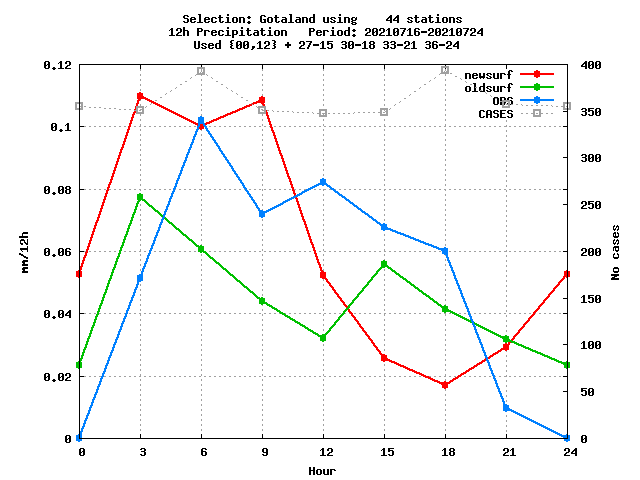 Selection: Gotaland using    44 stations
12h Precipitation   Period: 20210716-20210724
Used {00,12} + 27-15 30-18 33-21 36-24
0.12
0.1
0.08
0.06
0.04
0.02
0
mm/12h
400
350
300
250
200
150
100
50
0
No cases
newsurf
oldsurf
OBS
CASES
0 3 6 9 12 15 18 21 24
Hour